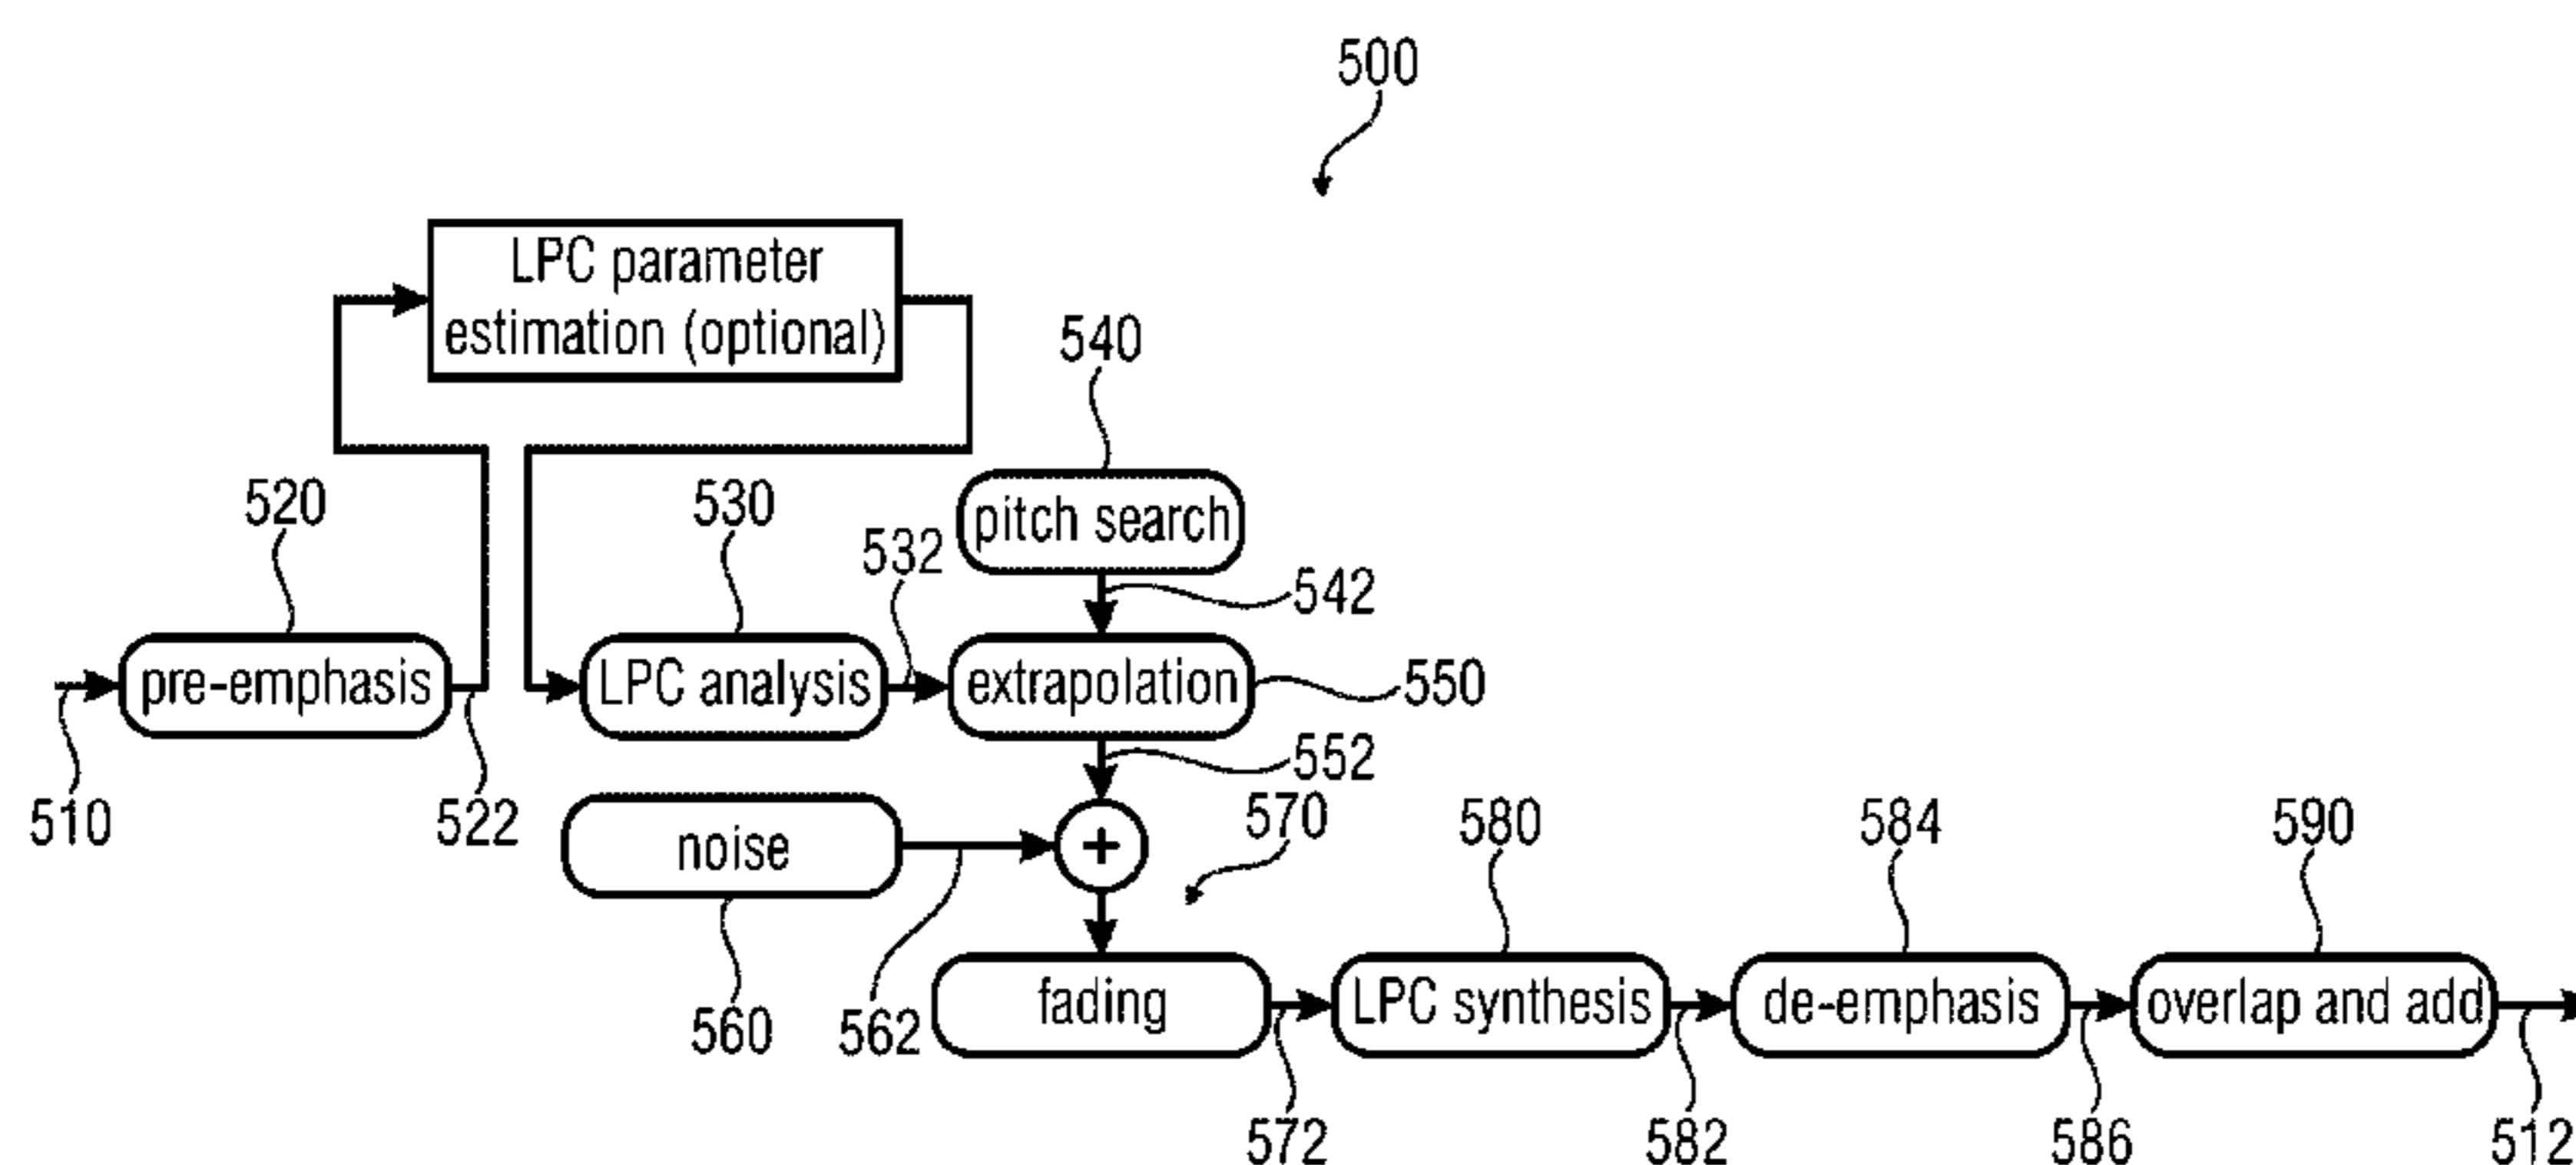 500
LPC parameter
estimation (optional)
540
520
530
532
pitch search
542
pre-emphasis
LPC analysis
extrapolation
550
510
522
552
noise
+
570
580
584
590
560
562
fading
LPC synthesis
de-emphasis
overlap and add
572
582
586
512